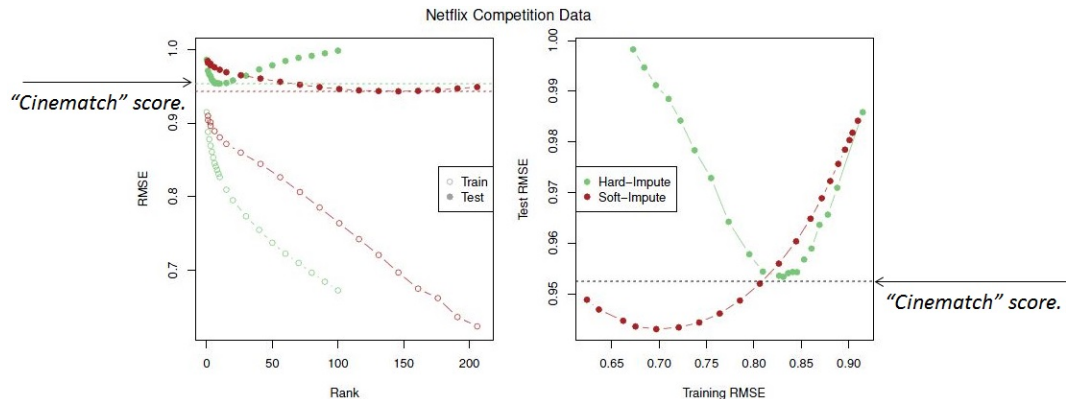 Netflix Competition Data
"Cinematch" score.
RMSE
1.0
0.9
0.8
0.7
0
50
100
150
200
Rank
Train
Test
Test RMSE
1.00
0.99
0.98
0.97
0.96
0.95
0.65
0.70
0.75
0.80
0.85
0.90
Training RMSE
Hard-Impute
Soft-Impute
"Cinematch" score.